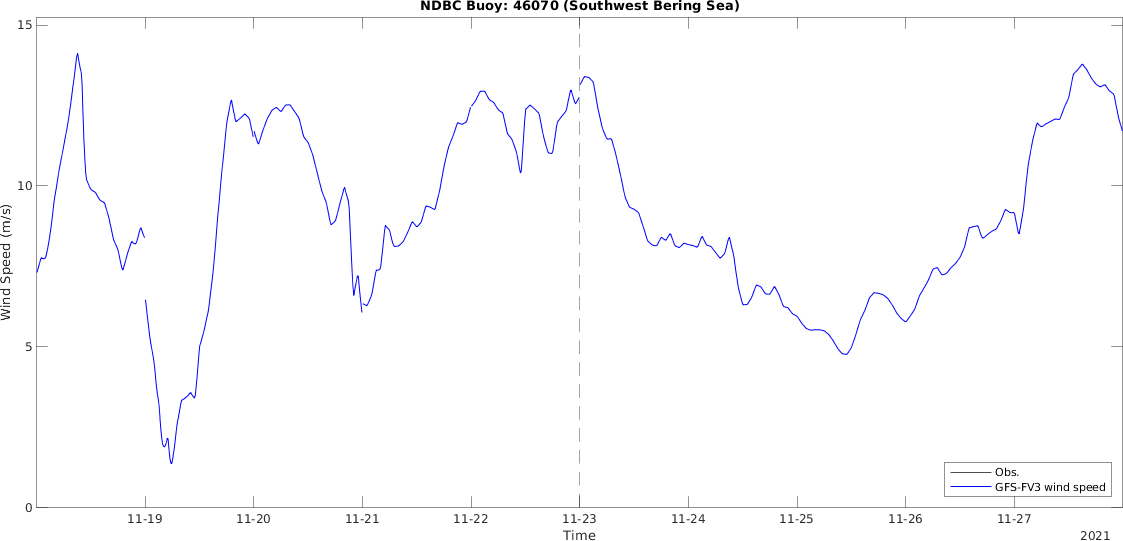 NDBC Buoy: 46070 (Southwest Bering Sea)
15
10
5
0
Wind Speed (m/s)
11-19 11-20 11-21 11-22 11-23 11-24 11-25 11-26 11-27
Time
2021
Obs.
GFS-FV3 wind speed